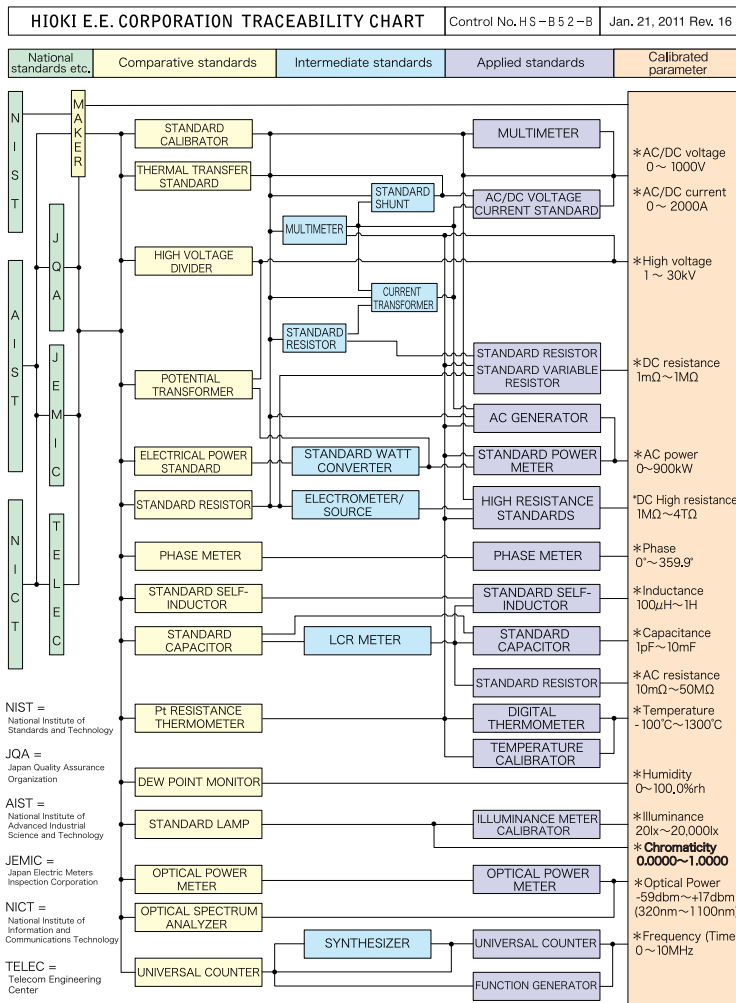 HIOKI E.E. CORPORATION TRACEABILITY CHART
Control No. HS-B52-B
Jan. 21, 2011 Rev. 16
National
standards etc.
Comparative standards
Intermediate standards
Applied standards
Calibrated
parameter
NIST
MAKER
JQA
AIST
JEMIC
NICT
TELEC
STANDARD
CALIBRATOR
THERMAL TRANSFER
STANDARD
HIGH VOLTAGE
DIVIDER
POTENTIAL
TRANSFORMER
ELECTRICAL POWER
STANDARD
STANDARD RESISTOR
PHASE METER
STANDARD SELF-
INDUCTOR
STANDARD
CAPACITOR
Pt RESISTANCE
THERMOMETER
DEW POINT MONITOR
STANDARD LAMP
OPTICAL POWER
METER
OPTICAL SPECTRUM
ANALYZER
UNIVERSAL COUNTER
STANDARD
SHUNT
MULTIMETER
CURRENT
TRANSFORMER
STANDARD
RESISTOR
STANDARD WATT
CONVERTER
ELECTROMETER/
SOURCE
LCR METER
SYNTHESIZER
MULTIMETER
AC/DC VOLTAGE
CURRENT STANDARD
STANDARD RESISTOR
STANDARD VARIABLE
RESISTOR
AC GENERATOR
STANDARD POWER
METER
HIGH RESISTANCE
STANDARDS
PHASE METER
STANDARD SELF-
INDUCTOR
STANDARD
CAPACITOR
STANDARD RESISTOR
DIGITAL
THERMOMETER
TEMPERATURE
CALIBRATOR
ILLUMINANCE METER
CALIBRATOR
OPTICAL POWER
METER
UNIVERSAL COUNTER
FUNCTION GENERATOR
*AC/DC voltage
0~1000V
*AC/DC current
0~2000A
*High voltage
1~30kV
*DC resistance
1mΩ~1MΩ
*AC power
0~900kW
*DC High resistance
1MΩ~4TΩ
*Phase
0°~359.9°
*Inductance
100µH~1H
*Capacitance
1pF~10mF
*AC resistance
10mΩ~50MΩ
*Temperature
-100°C~1300°C
*Humidity
0~100.0%rh
*Illuminance
20lx~20,000lx
*Chromaticity
0.0000~1.0000
*Optical Power
-59dbm~+17dbm
(320nm~1100nm)
*Frequency (Time
0~10MHz
NIST =
National Institute of
Standards and Technology
JQA =
Japan Quality Assurance
Organization
AIST =
National Institute of
Advanced Industrial
Science and Technology
JEMIC =
Japan Electric Meters
Inspection Corporation
NICT =
National Institute of
Information and
Communications Technology
TELEC =
Telecom Engineering
Center